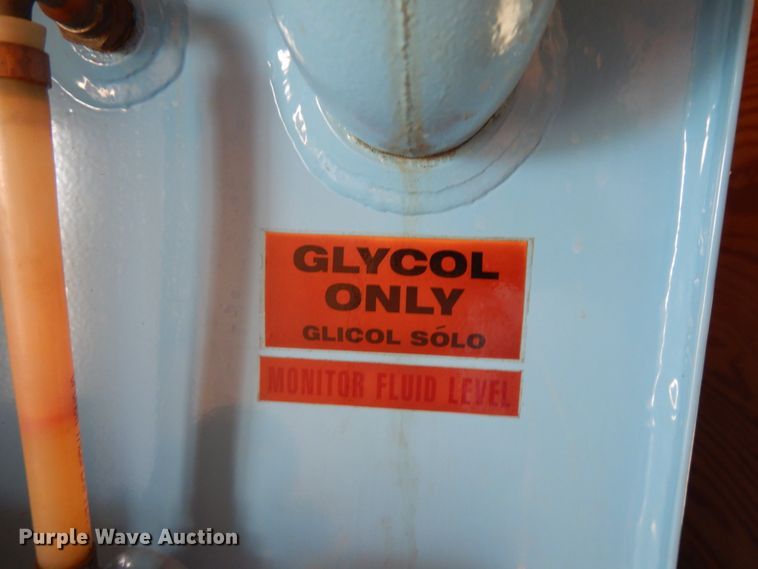 GLYCOL
ONLY
GLICOL SÓLO
MONITOR FLUID LEVEL
Purple Wave Auction